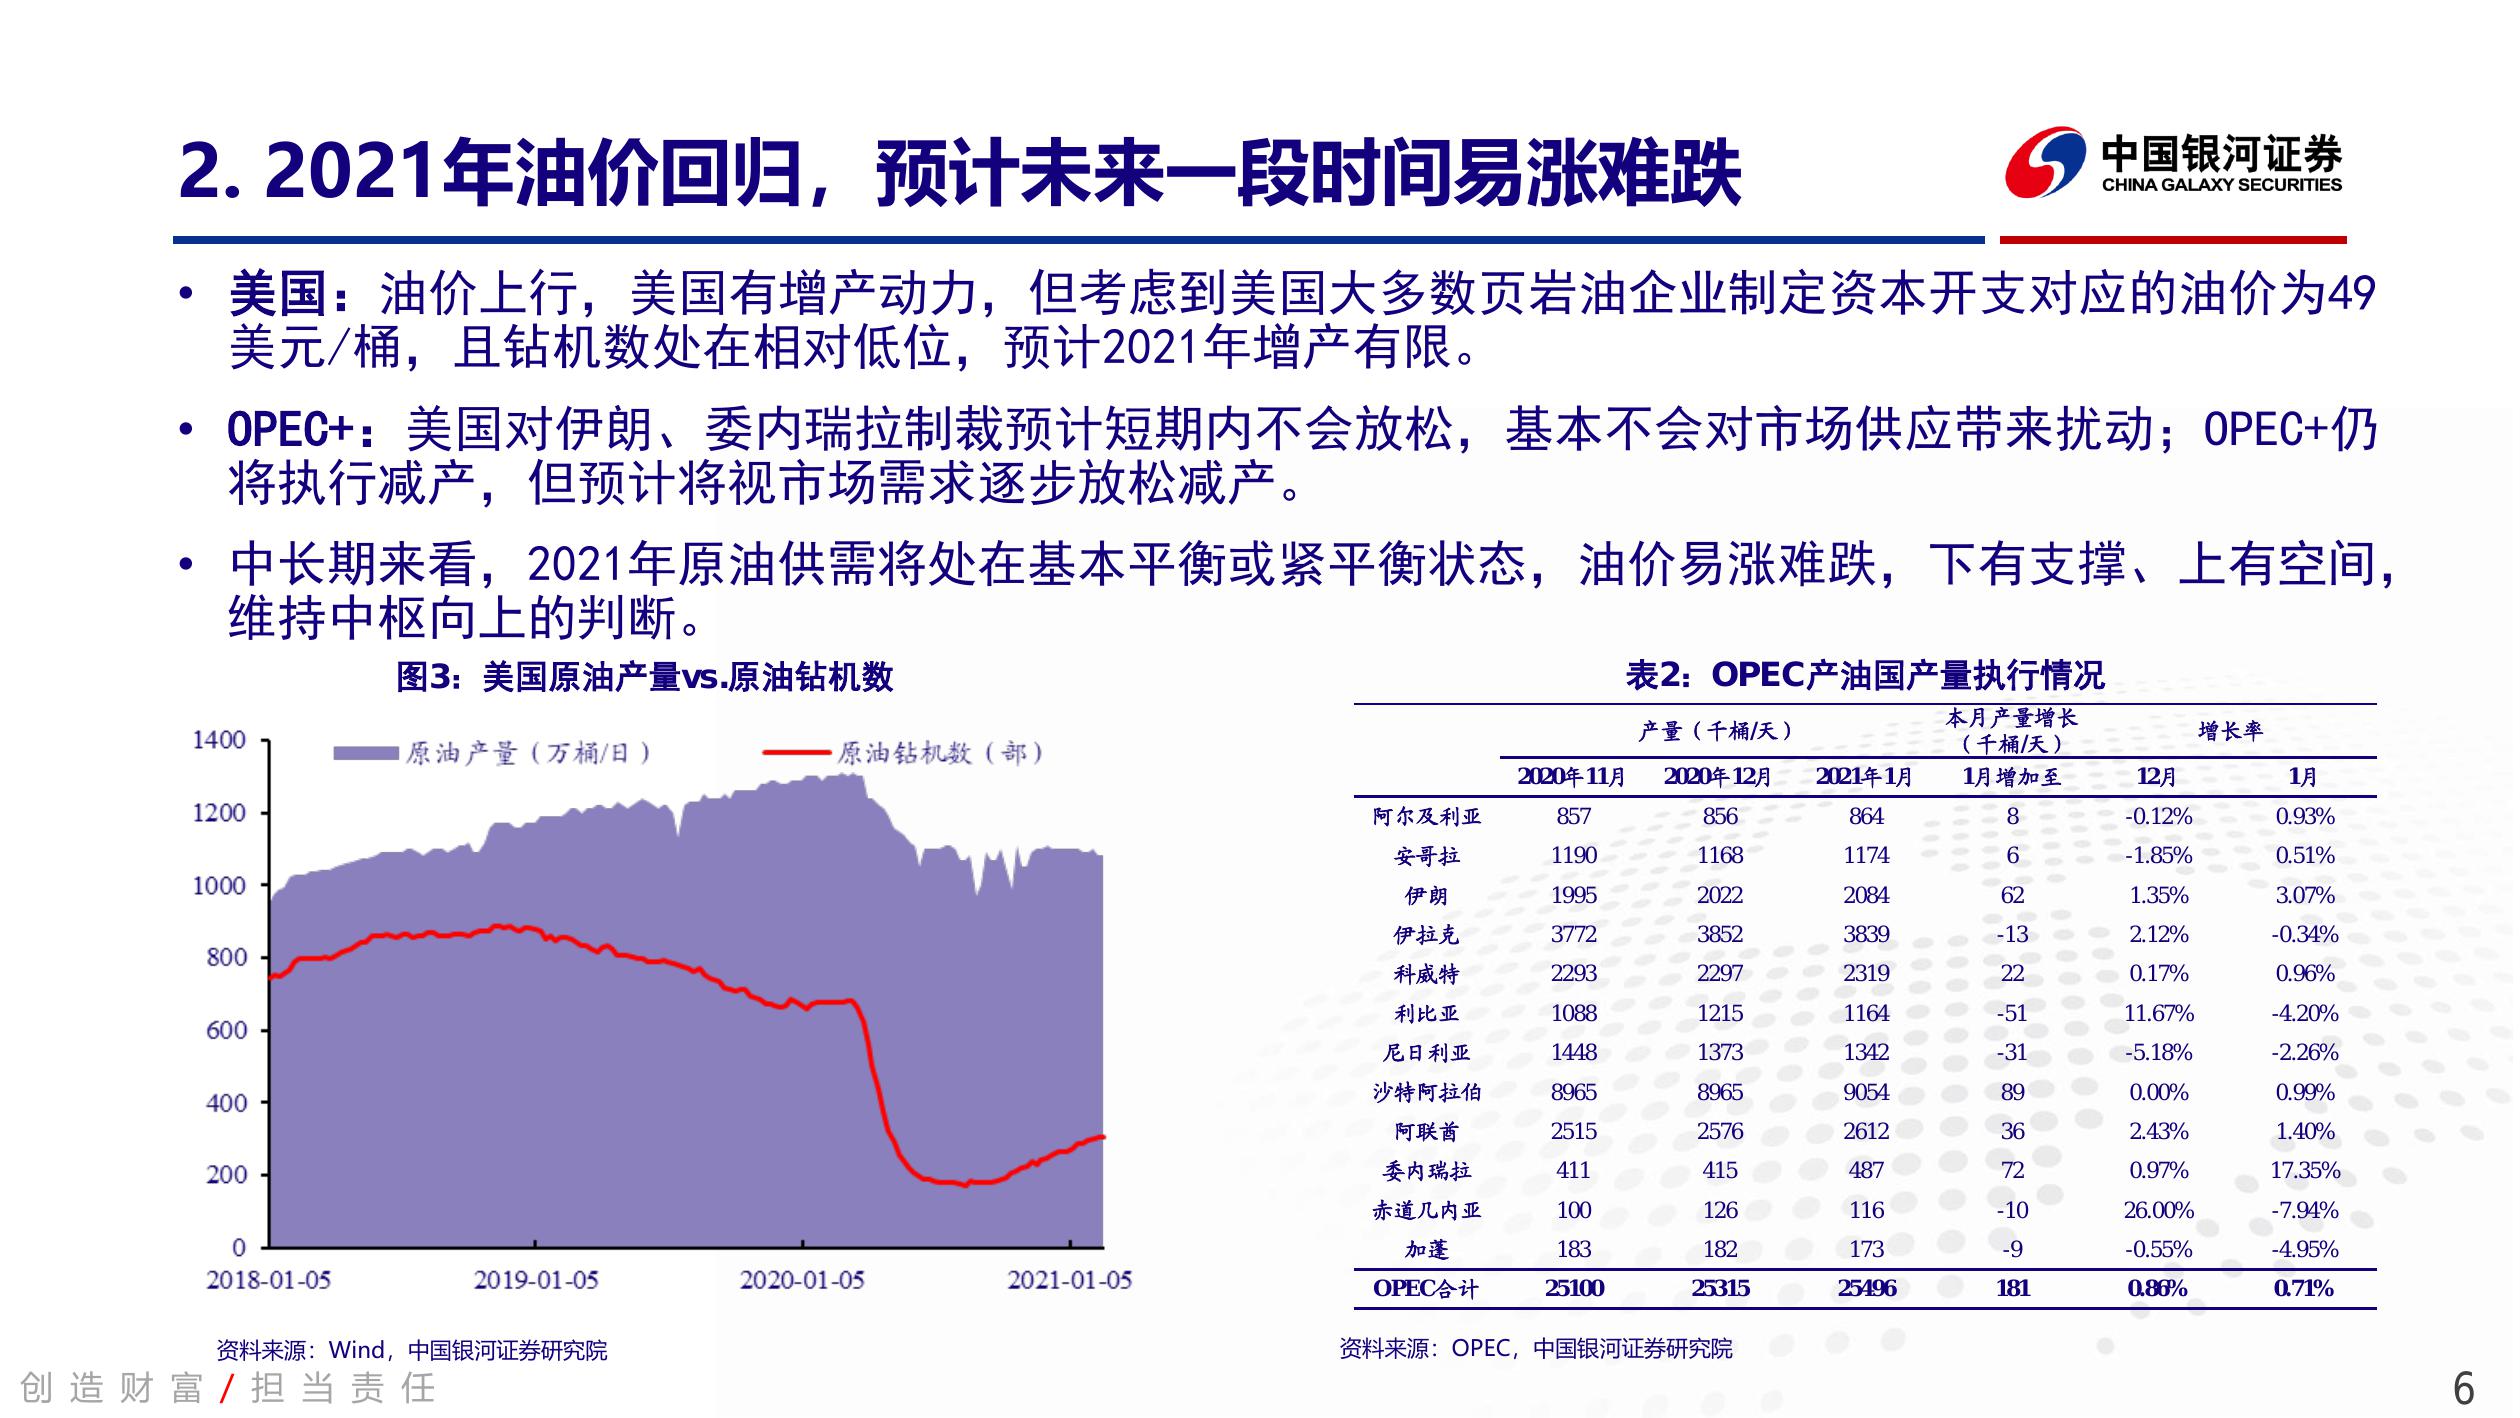 2. 2021年油价回归，预计未来一段时间易涨难跌
中国银河证券
CHINA GALAXY SECURITIES
• 美国：油价上行，美国有增产动力，但考虑到美国大多数页岩油企业制定资本开支对应的油价为49
美元/桶，且钻机数处在相对低位，预计2021年增产有限。
• OPEC+：美国对伊朗、委内瑞拉制裁预计短期内不会放松，基本不会对市场供应带来扰动；OPEC+仍
将执行减产，但预计将视市场需求逐步放松减产。
• 中长期来看，2021年原油供需将处在基本平衡或紧平衡状态，油价易涨难跌，下有支撑、上有空间，
维持中枢向上的判断。
图3：美国原油产量vs.原油钻机数
原油产量（万桶/日） 原油钻机数（部）
1400
1200
1000
800
600
400
200
0
2018-01-05 2019-01-05 2020-01-05 2021-01-05
资料来源：Wind，中国银河证券研究院
表2：OPEC产油国产量执行情况
产量（千桶/天） 本月产量增长（千桶/天） 增长率
2020年11月 2020年12月 2021年1月 1月增加至 12月 1月
阿尔及利亚 857 856 864 8 -0.12% 0.93%
安哥拉 1190 1168 1174 6 -1.85% 0.51%
伊朗 1995 2022 2084 62 1.35% 3.07%
伊拉克 3772 3852 3839 -13 2.12% -0.34%
科威特 2293 2297 2319 22 0.17% 0.96%
利比亚 1088 1215 1164 -51 11.67% -4.20%
尼日利亚 1448 1373 1342 -31 -5.18% -2.26%
沙特阿拉伯 8965 8965 9054 89 0.00% 0.99%
阿联酋 2515 2576 2612 36 2.43% 1.40%
委内瑞拉 411 415 487 72 0.97% 17.35%
赤道几内亚 100 126 116 -10 26.00% -7.94%
加蓬 183 182 173 -9 -0.55% -4.95%
OPEC合计 25100 25315 25496 181 0.86% 0.71%
资料来源：OPEC，中国银河证券研究院
创造财富/担当责任
6